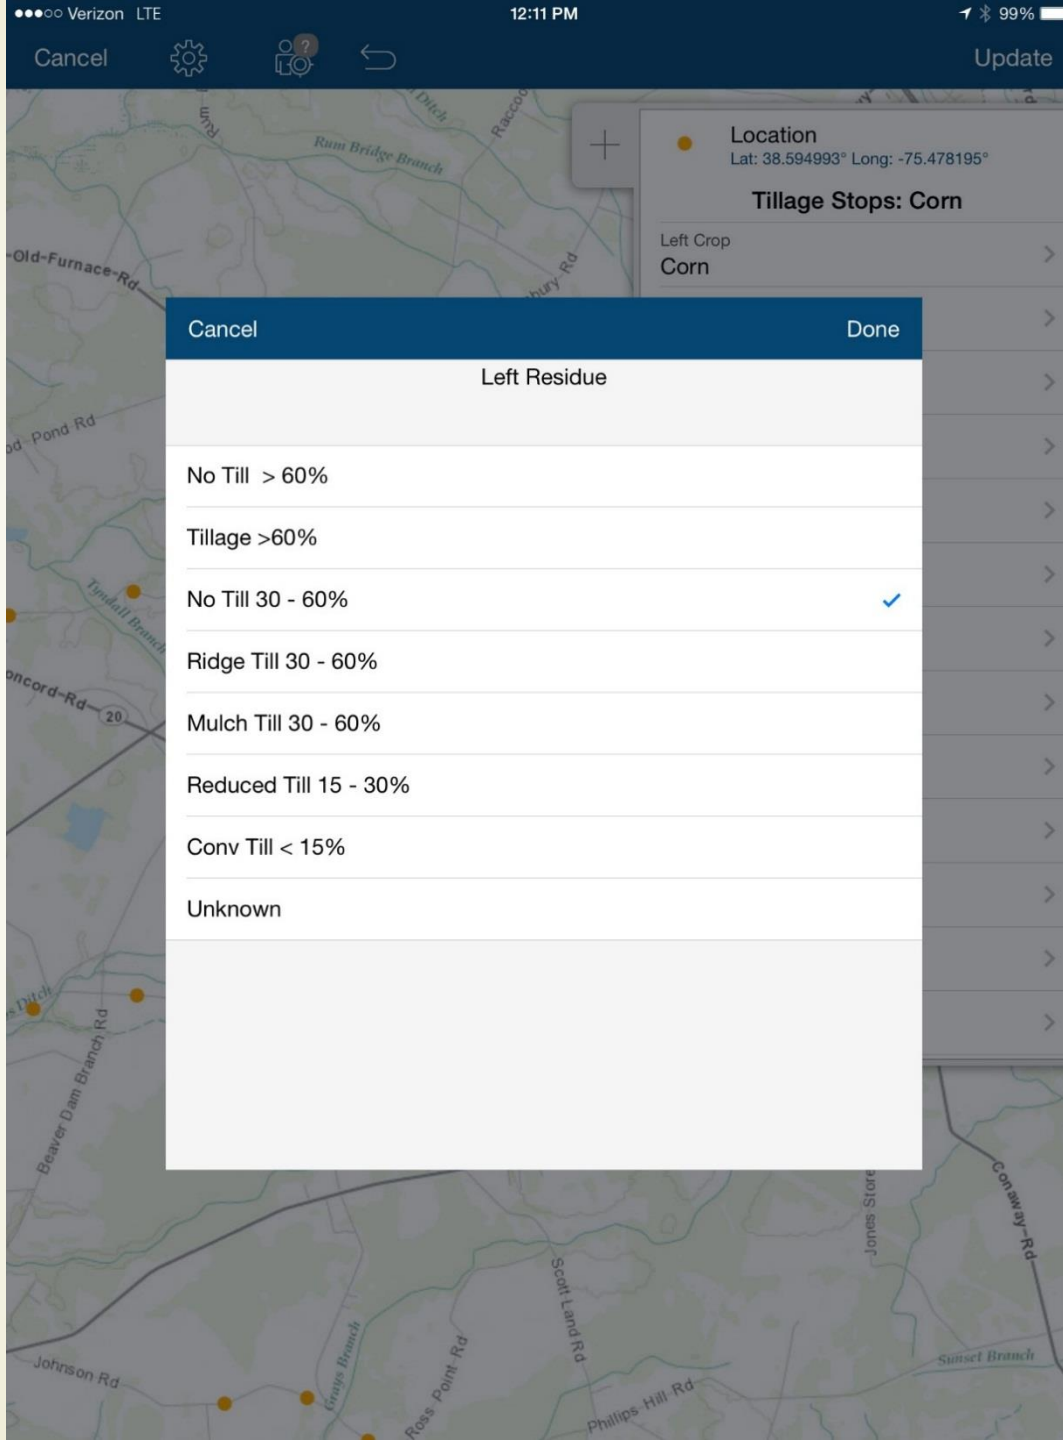 Verizon LTE 12:11 PM 99%
Cancel ? Update
Location
Lat: 38.594993° Long: -75.478195°
Tillage Stops: Corn
Left Crop
Corn
Cancel Done
Left Residue
No Till > 60%
Tillage >60%
No Till 30 - 60%
Ridge Till 30 - 60%
Mulch Till 30 - 60%
Reduced Till 15 - 30%
Conv Till < 15%
Unknown
Run
Ditch
Rum Bridge Branch
Old-Furnace-Rd
Rd
Pond Rd
Tyndall Branch
20
Ditch
Beaver Dam Branch Rd
Jones Store
Conaway-Rd
Scott Land Rd
Johnson Rd
Grays Branch
Ross Point-Rd
Phillips-Hill-Rd
Sunset Branch